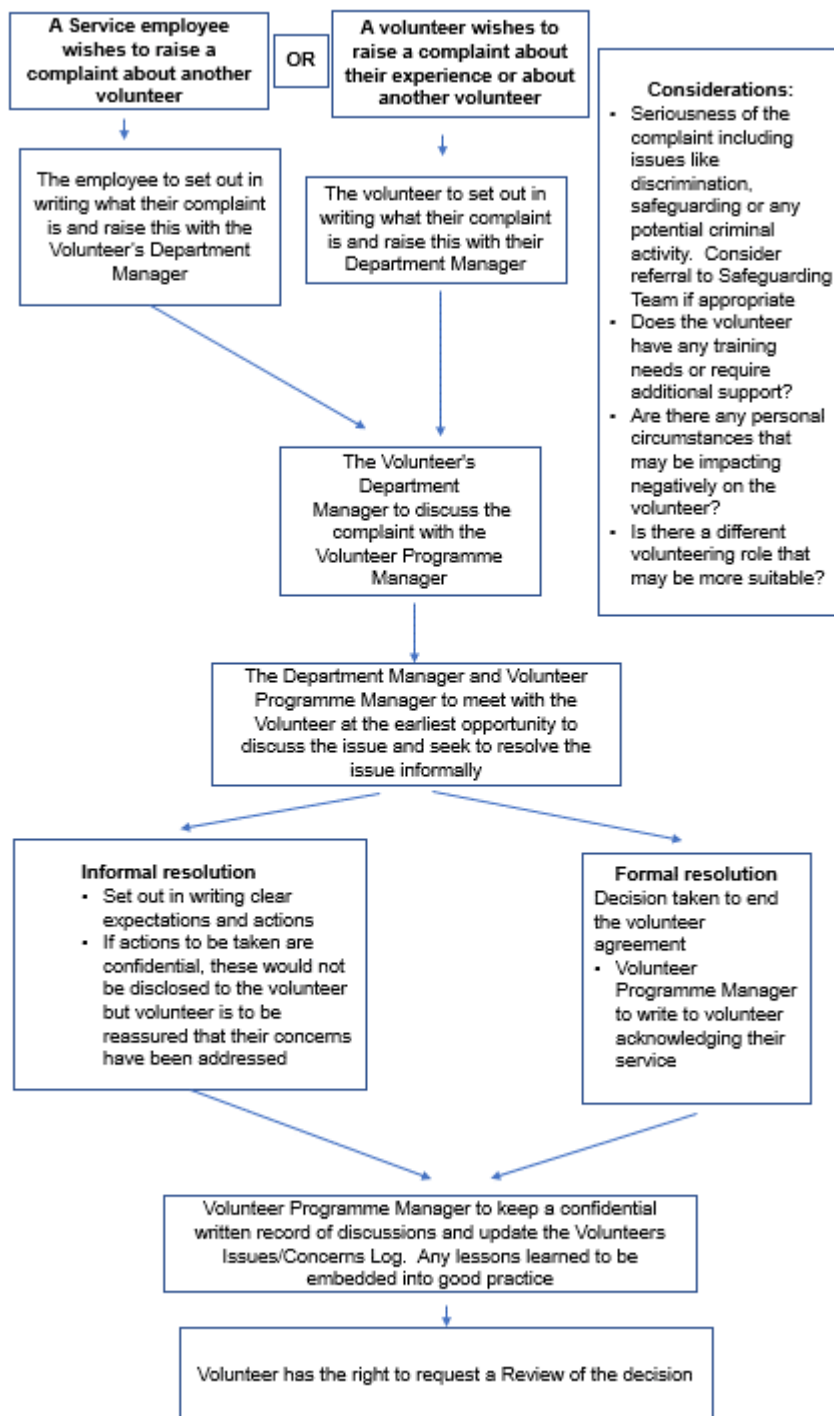 A Service employee
wishes to raise a
complaint about another
volunteer
OR
A volunteer wishes to
raise a complaint about
their experience or about
another volunteer
The employee to set out in
writing what their complaint
is and raise this with the
Volunteer's Department
Manager
The volunteer to set out in
writing what their complaint
is and raise this with their
Department Manager
Considerations:
▪ Seriousness of the
complaint including
issues like
discrimination,
safeguarding or any
potential criminal
activity. Consider
referral to Safeguarding
Team if appropriate
▪ Does the volunteer
have any training
needs or require
additional support?
▪ Are there any personal
circumstances that
may be impacting
negatively on the
volunteer?
▪ Is there a different
volunteering role that
may be more suitable?
The Volunteer's
Department
Manager to discuss the
complaint with the
Volunteer Programme
Manager
The Department Manager and Volunteer
Programme Manager to meet with the
Volunteer at the earliest opportunity to
discuss the issue and seek to resolve the
issue informally
Informal resolution
▪ Set out in writing clear
expectations and actions
▪ If actions to be taken are
confidential, these would not
be disclosed to the volunteer
but volunteer is to be
reassured that their concerns
have been addressed
Formal resolution
Decision taken to end
the volunteer
agreement
▪ Volunteer
Programme Manager
to write to volunteer
acknowledging their
service
Volunteer Programme Manager to keep a confidential
written record of discussions and update the Volunteers
Issues/Concerns Log. Any lessons learned to be
embedded into good practice
Volunteer has the right to request a Review of the decision